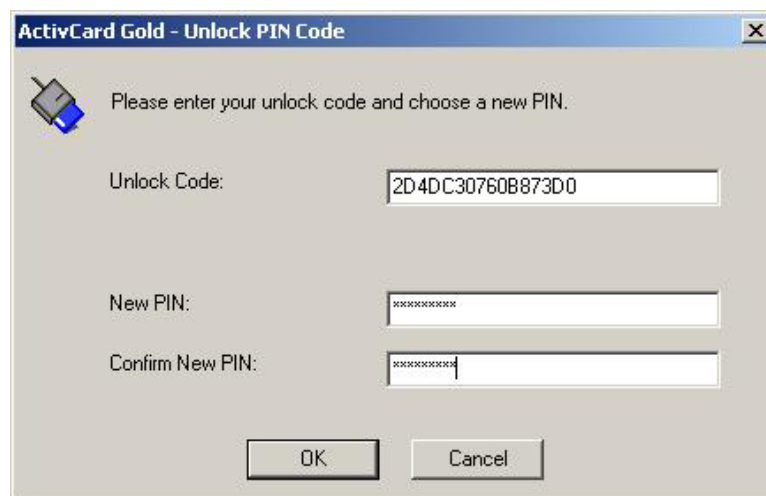 ActivCard Gold - Unlock PIN Code
Please enter your unlock code and choose a new PIN.
Unlock Code: 2D4DC30760B873D0
New PIN: *********
Confirm New PIN: *********
OK Cancel